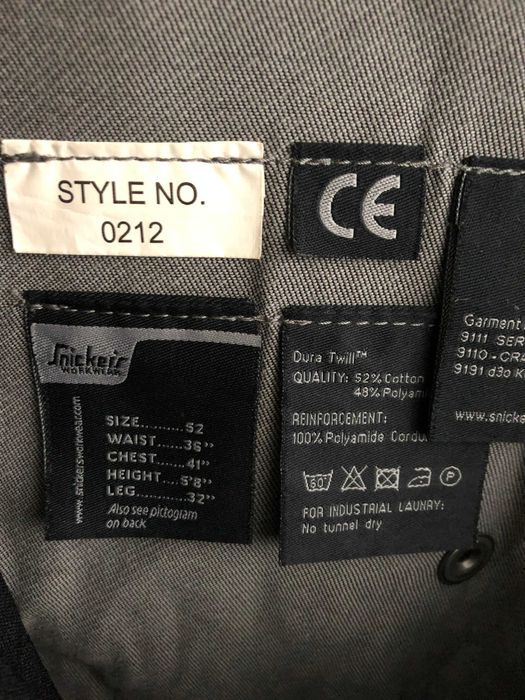 STYLE NO.
0212
CE
Snickers
WORKWEAR
www.snickersworkwear.com
SIZE..........52
WAIST.......36"
CHEST.......41"
HEIGHT......5'8"
LEG............32"
Also see pictogram
on back
Dura Twill™
QUALITY: 52% Cotton
48% Polyam
REINFORCEMENT:
100% Polyamide Cordu
60
P
FOR INDUSTRIAL LAUNRY:
No tunnel dry
Garment
9111 SER
9110-CRA
9191 d3o K
www.snicke